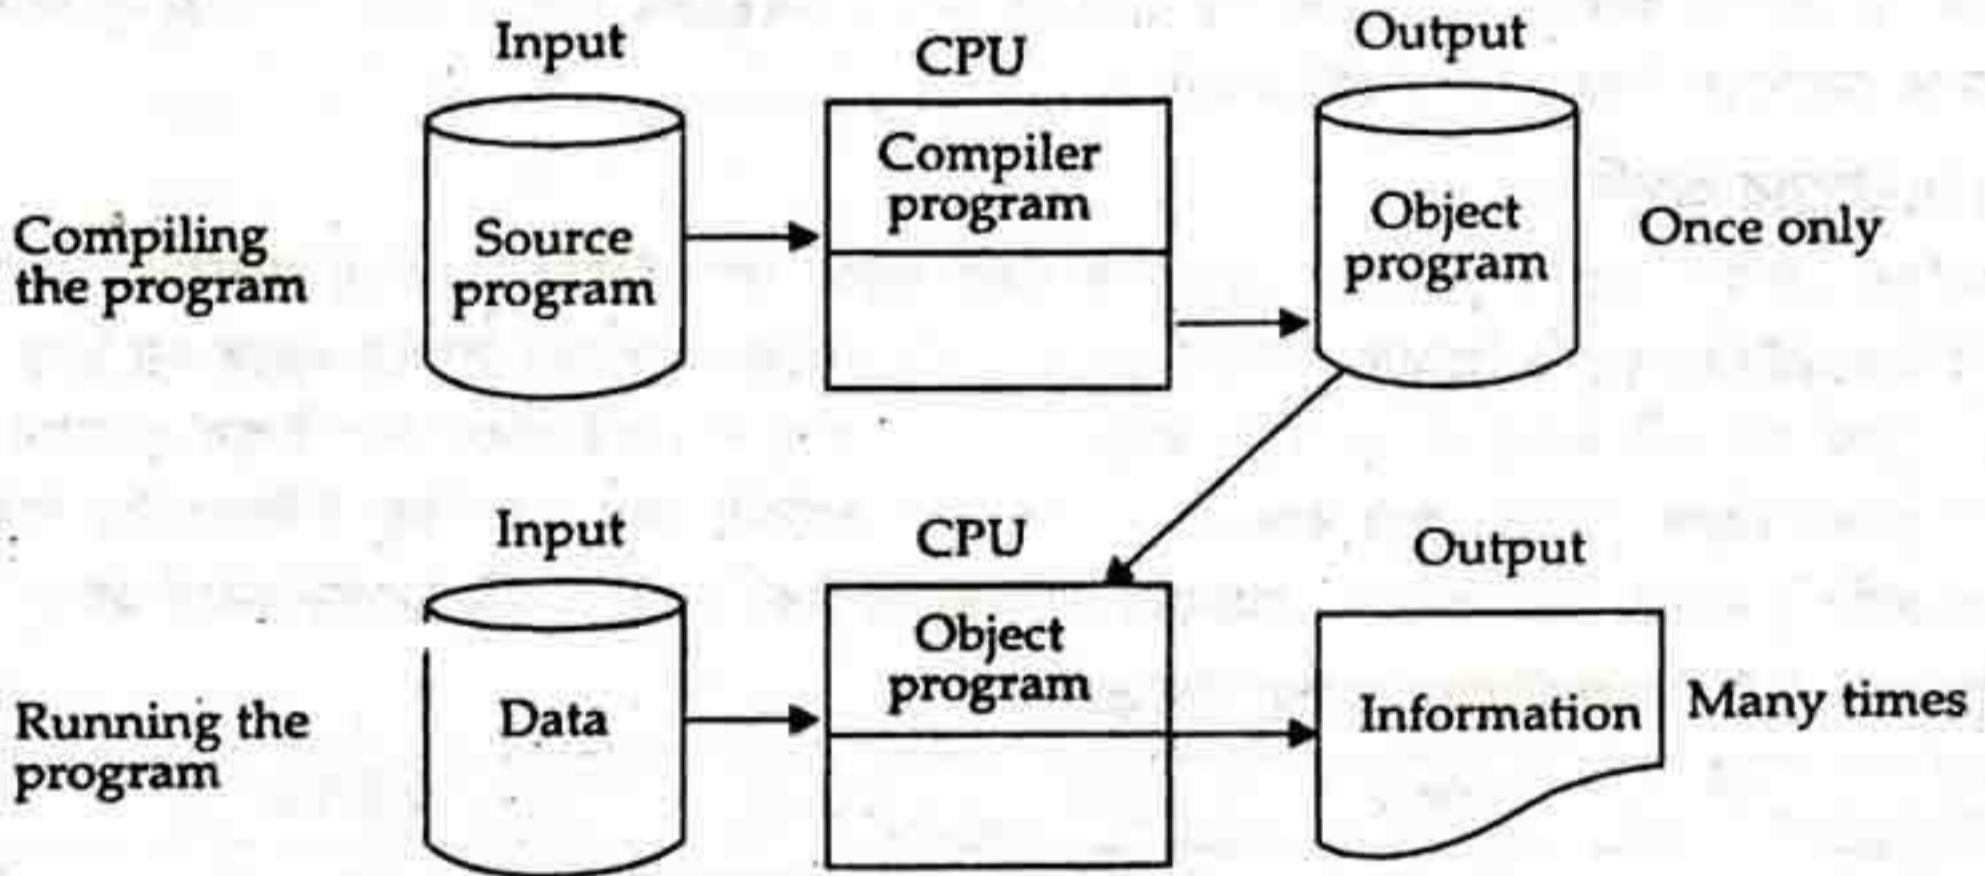 Input
CPU
Output
Compiling
the program
Source
program
Compiler
program
Object
program
Once only
Input
CPU
Output
Running the
program
Data
Object
program
Information
Many times